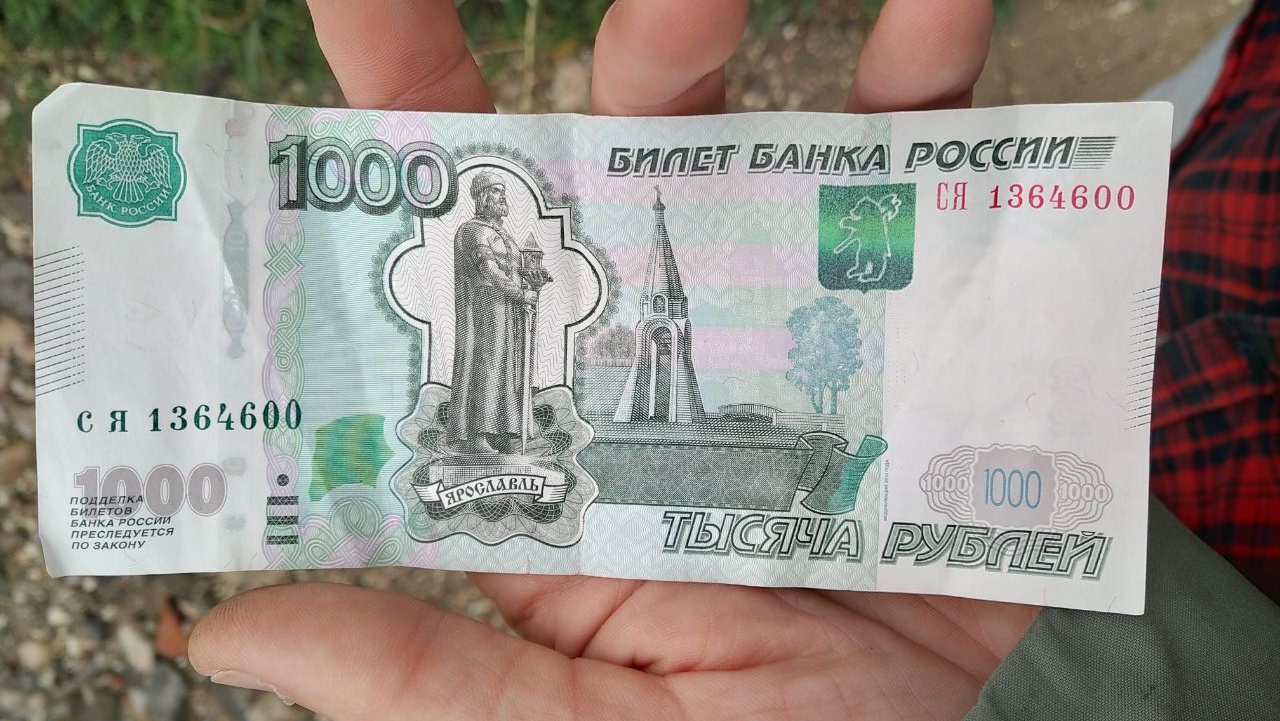 БАНК РОССИИ
1000
БИЛЕТ БАНКА РОССИИ
СЯ 1364600
СЯ 1364600
1000
ПОДДЕЛКА
БИЛЕТОВ
БАНКА РОССИИ
ПРЕСЛЕДУЕТСЯ
ПО ЗАКОНУ
ЯРОСЛАВЛЬ
1000 1000 1000
ТЫСЯЧА РУБЛЕЙ